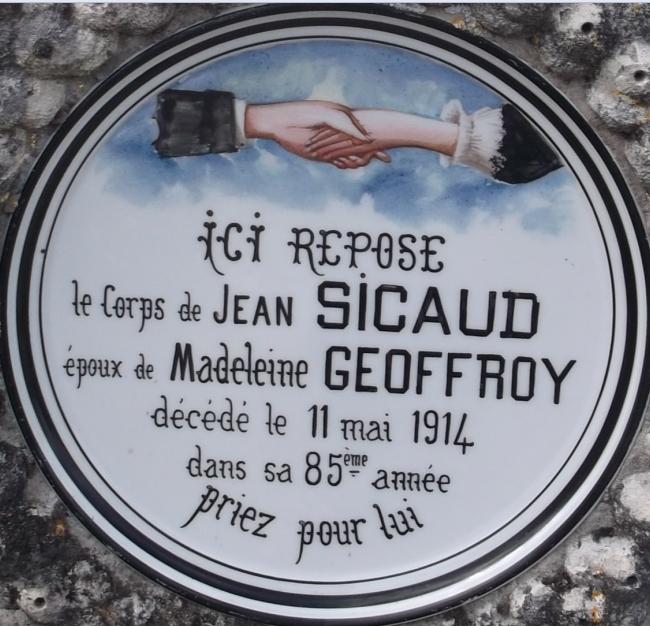 ici REPOSE
le Corps de JEAN SICAUD
époux de Madeleine GEOFFROY
décédé le 11 mai 1914
dans sa 85ème année
priez pour lui